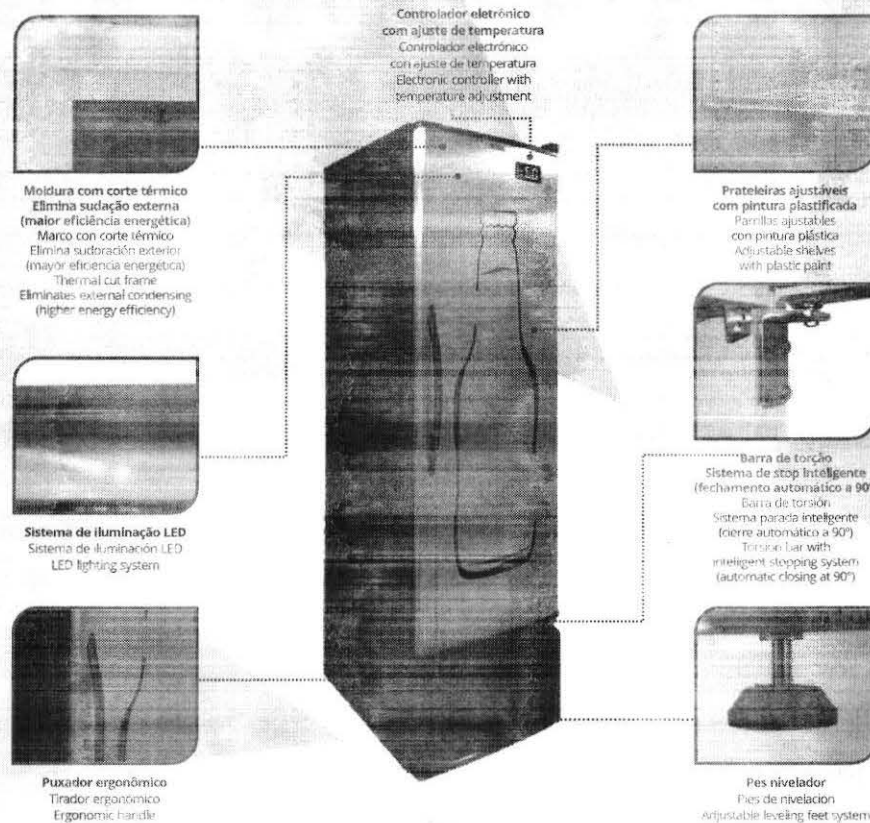 Controlador eletrônico
com ajuste de temperatura
Controlador electrónico
con ajuste de temperatura
Electronic controller with
temperature adjustment
Moldura com corte térmico
Elimina sudação externa
(maior eficiência energética)
Marco con corte térmico
Elimina sudoración exterior
(mayor eficiencia energética)
Thermal cut frame
Eliminates external condensing
(higher energy efficiency)
Prateleiras ajustáveis
com pintura plastificada
Parrillas ajustables
con pintura plástica
Adjustable shelves
with plastic paint
Sistema de iluminação LED
Sistema de iluminación LED
LED lighting system
Barra de torção
Sistema de stop inteligente
(fechamento automático a 90°
Barra de torsión
Sistema parada inteligente
(cierre automático a 90°)
Torsion bar with
intelligent stopping system
(automatic closing at 90°)
Puxador ergonômico
Tirador ergonómico
Ergonomic handle
Pes nivelador
Pies de nivelación
Adjustable leveling feet system